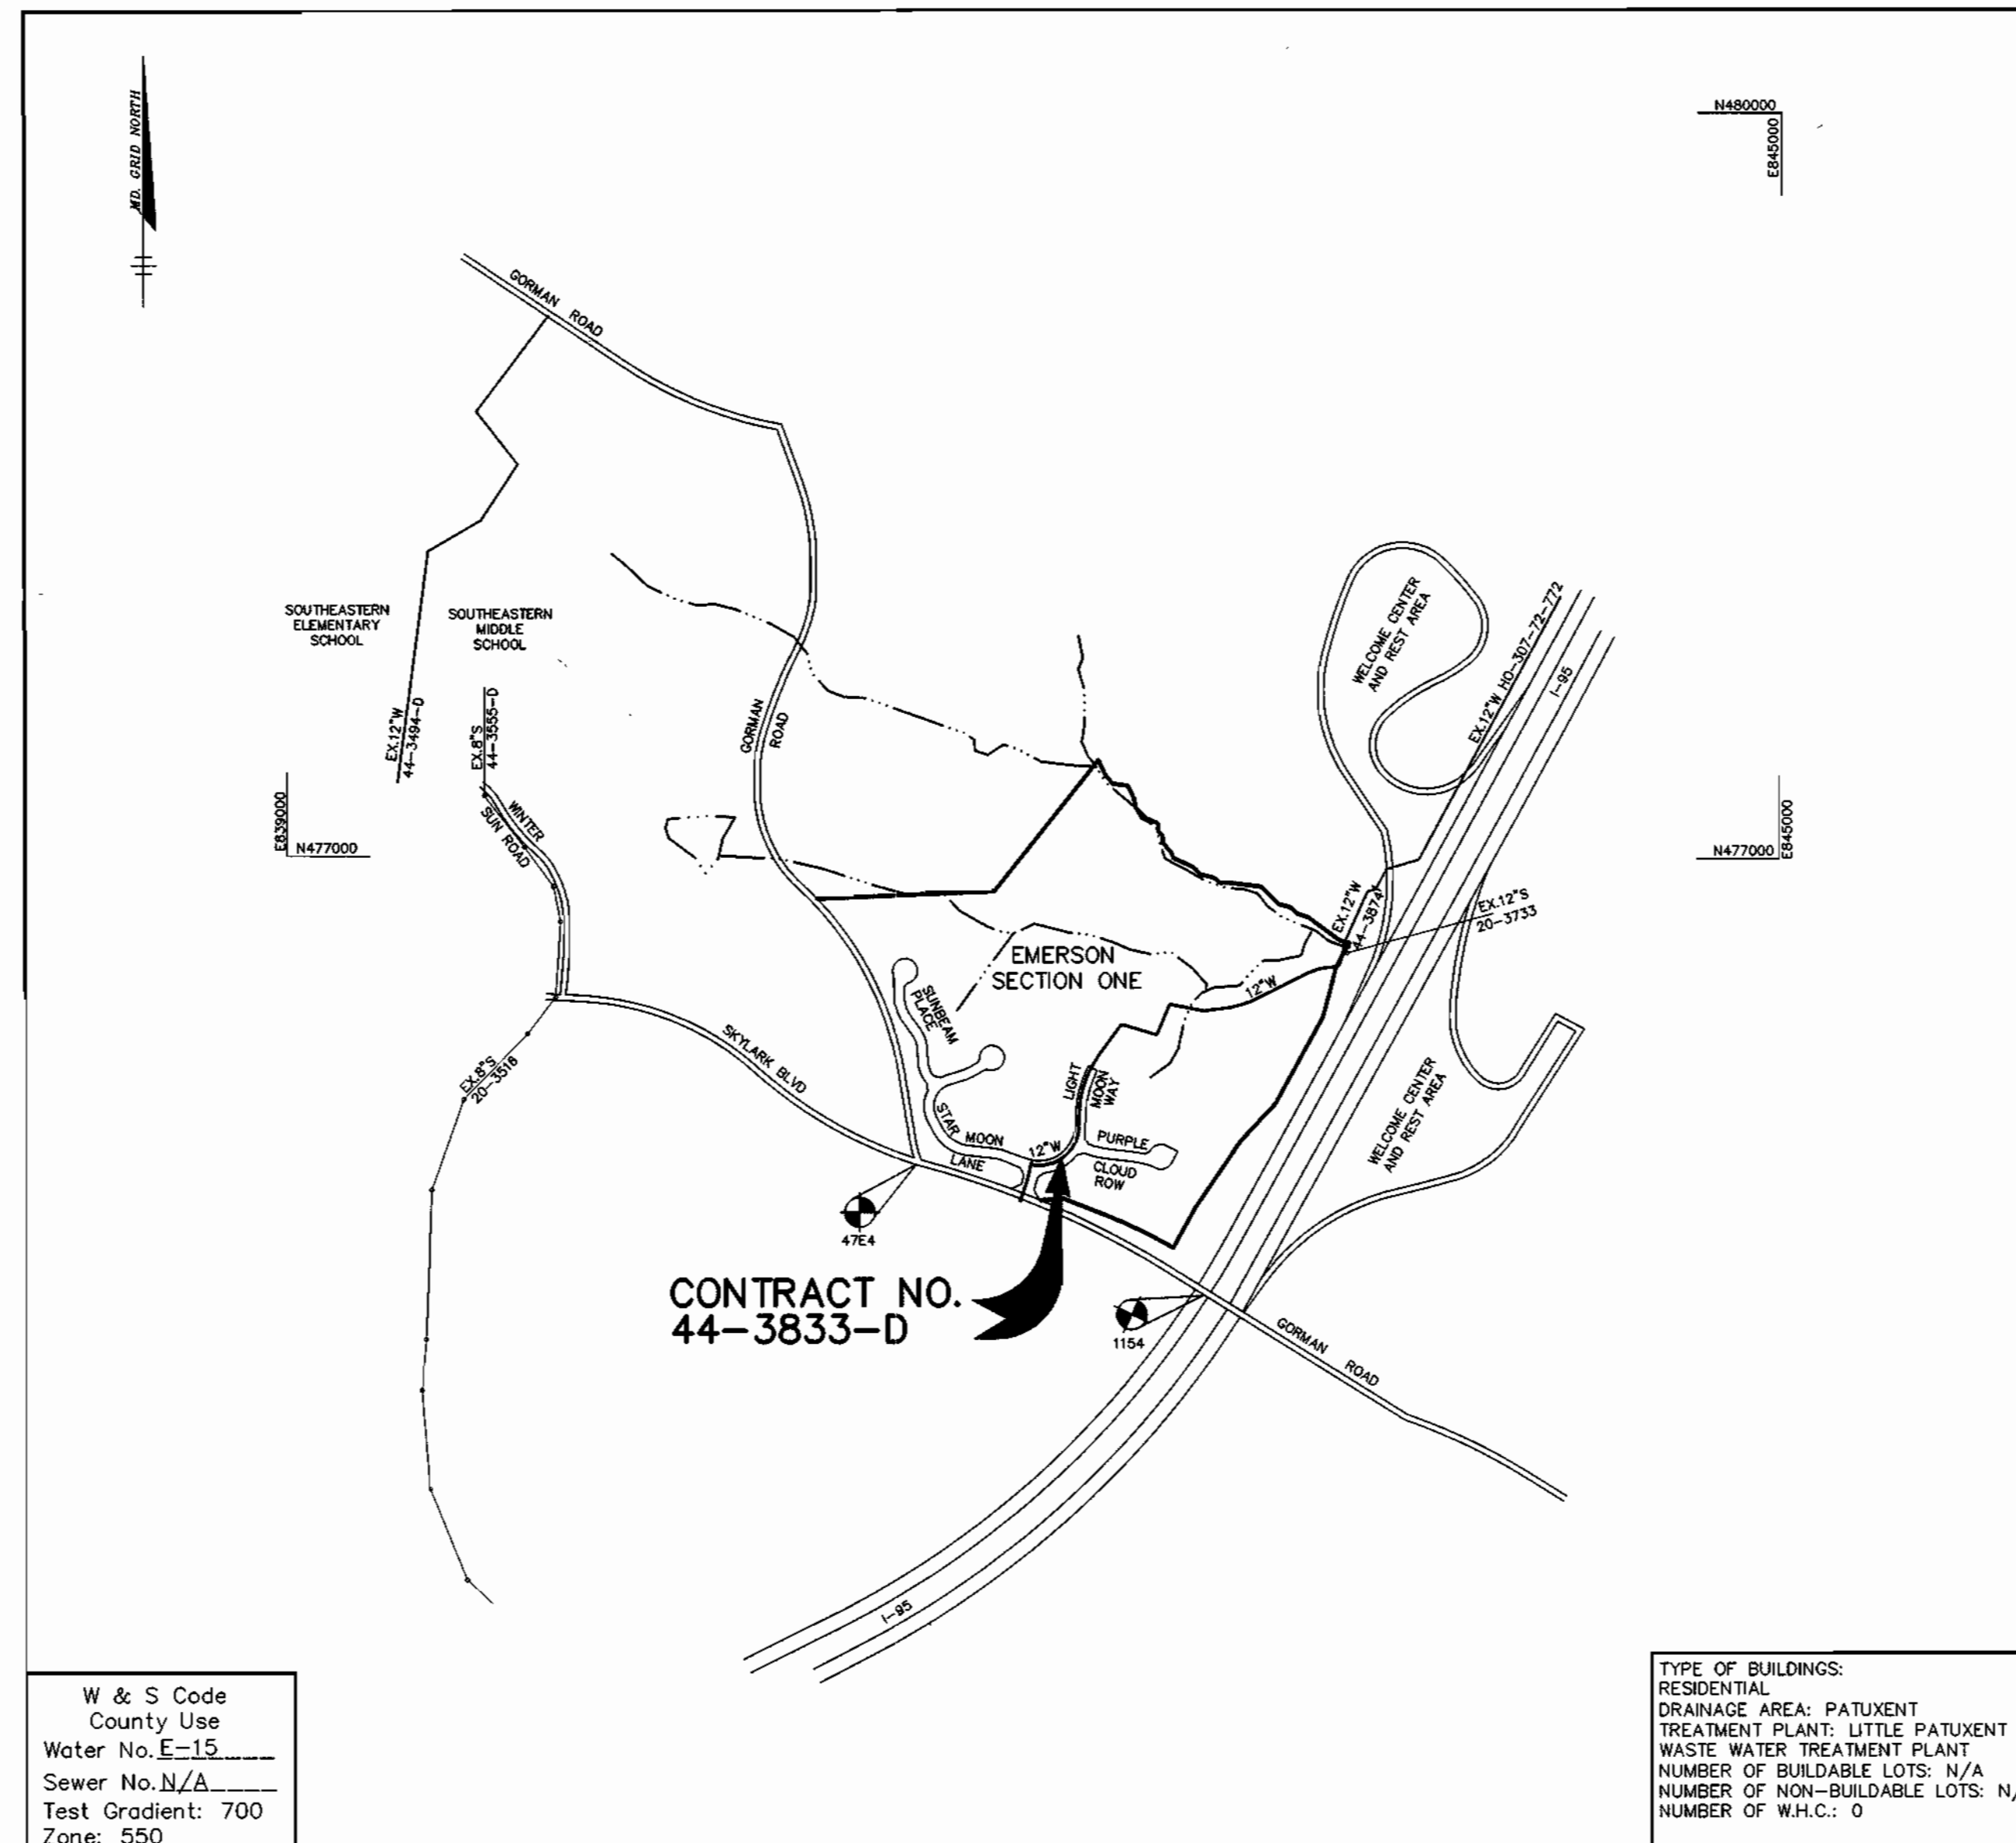 MD. GRID NORTH
N480000
E845000
GORMAN ROAD
SOUTHEASTERN
ELEMENTARY
SCHOOL
SOUTHEASTERN
MIDDLE
SCHOOL
WELCOME CENTER
AND REST AREA
EX.12"W HO-307-72-772
I-95
EX.12"W
44-3494-D
EX.8"S
44-3555-D
GORMAN
ROAD
WINTER
SUN ROAD
E839000
N477000
N477000
E845000
EX.12"W
44-3874
EX.12"S
20-3733
EMERSON
SECTION ONE
12"W
SUNBEAM
PLACE
SKYLARK BLVD
EX.8"S
20-3516
LIGHT
MOON
WAY
STAR MOON
LANE
12"W
PURPLE
CLOUD
ROW
WELCOME CENTER
AND REST AREA
47E4
CONTRACT NO.
44-3833-D
1154
GORMAN ROAD
I-95
W & S Code
County Use
Water No. E-15
Sewer No. N/A
Test Gradient: 700
Zone: 550
TYPE OF BUILDINGS:
RESIDENTIAL
DRAINAGE AREA: PATUXENT
TREATMENT PLANT: LITTLE PATUXENT
WASTE WATER TREATMENT PLANT
NUMBER OF BUILDABLE LOTS: N/A
NUMBER OF NON-BUILDABLE LOTS: N/
NUMBER OF W.H.C.: 0